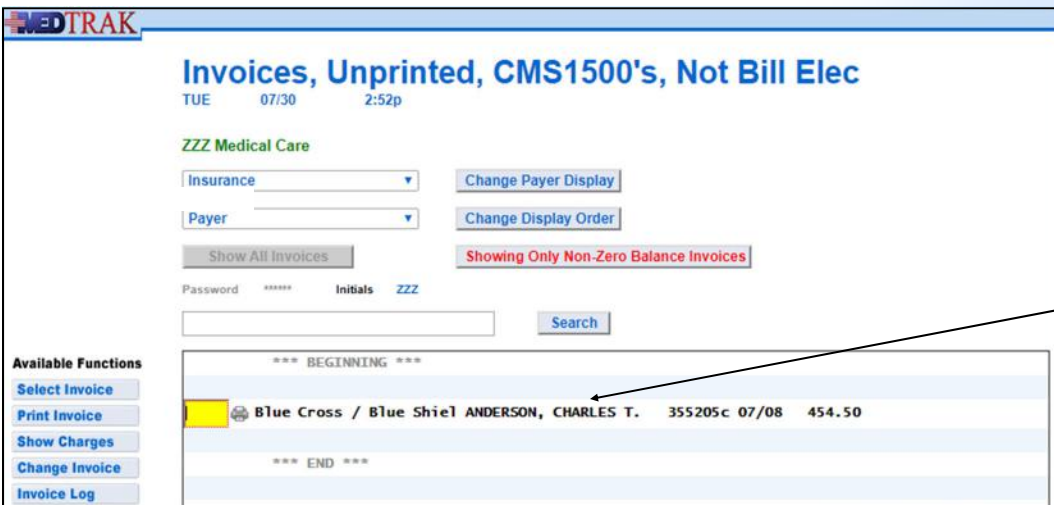 MEDTRAK
Invoices, Unprinted, CMS1500's, Not Bill Elec
TUE 07/30 2:52p
ZZZ Medical Care
Insurance Change Payer Display
Payer Change Display Order
Show All Invoices Showing Only Non-Zero Balance Invoices
Password ****** Initials ZZZ
Search
Available Functions
Select Invoice
Print Invoice
Show Charges
Change Invoice
Invoice Log
*** BEGINNING ***
Blue Cross / Blue Shiel ANDERSON, CHARLES T. 355205c 07/08 454.50
*** END ***